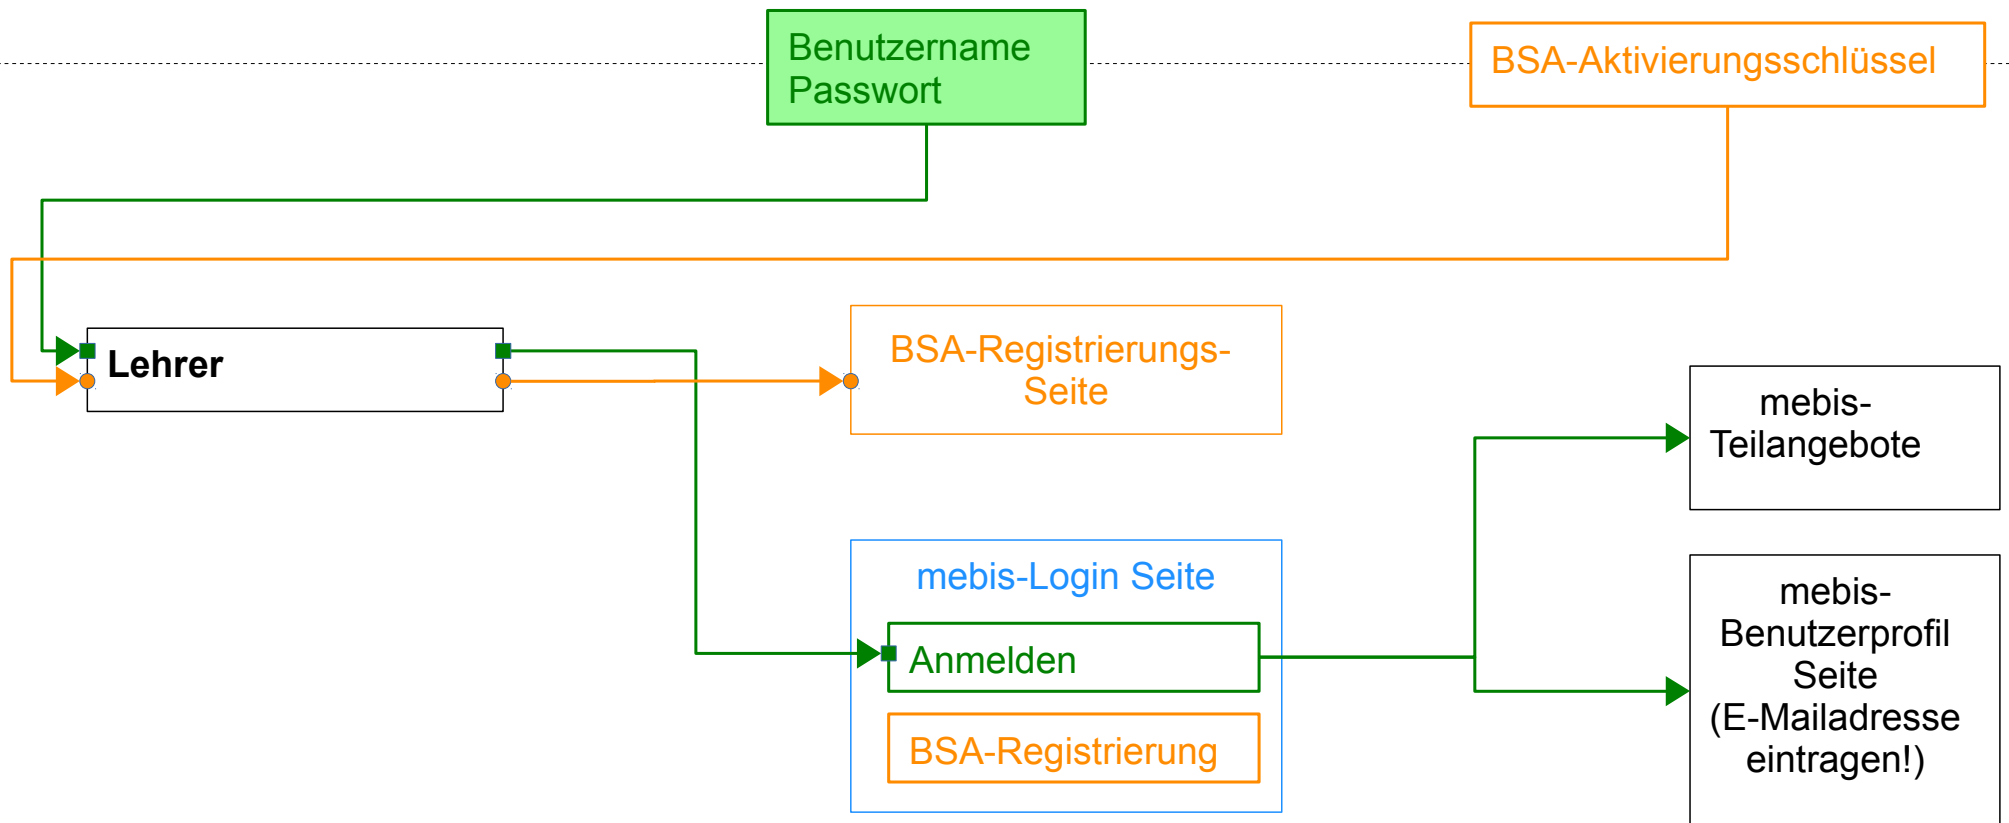 Benutzername
Passwort
BSA-Aktivierungsschlüssel
Lehrer
BSA-Registrierungs-
Seite
mebis-
Teilangebote
mebis-Login Seite
Anmelden
BSA-Registrierung
mebis-
Benutzerprofil
Seite
(E-Mailadresse
eintragen!)